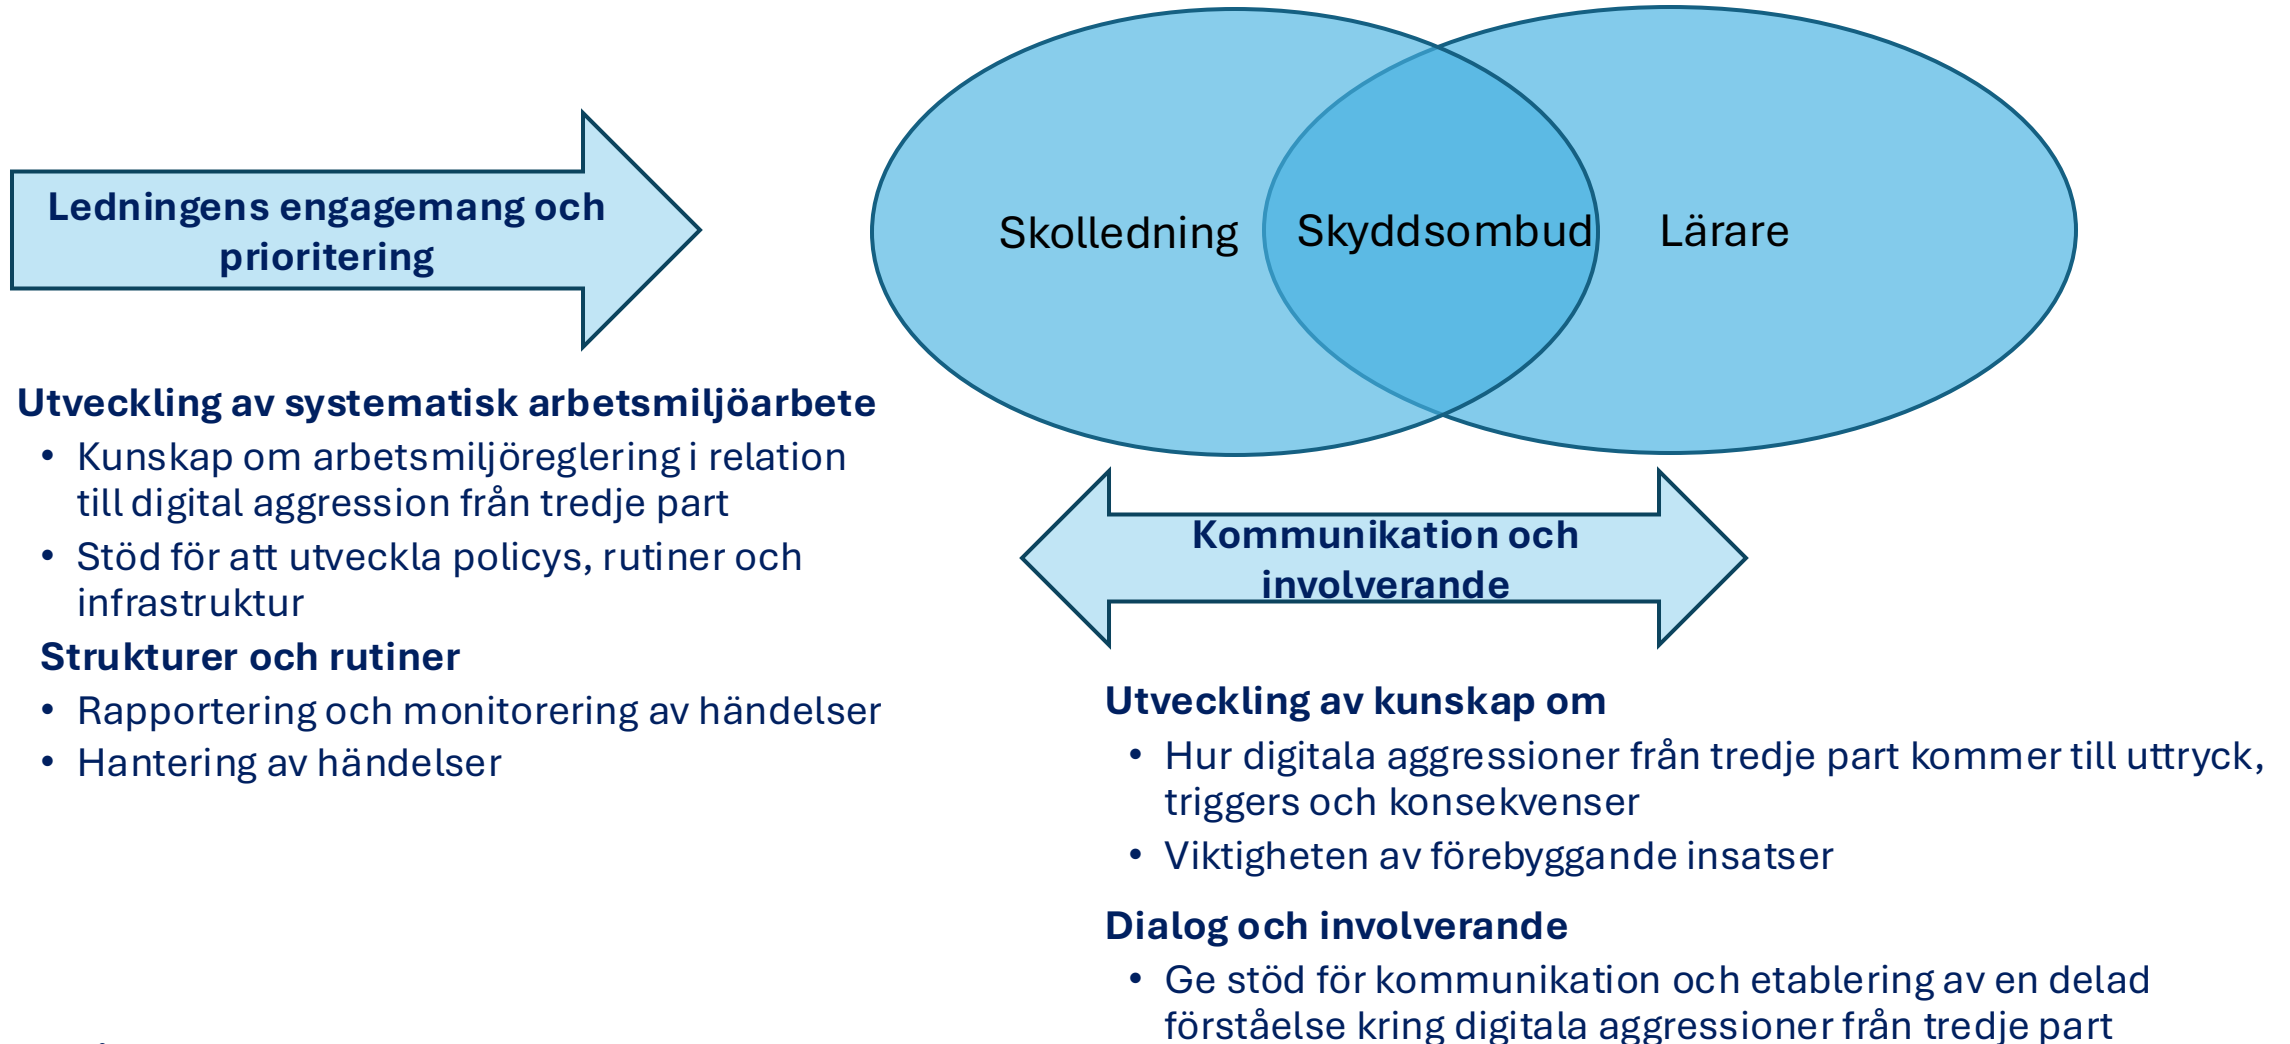 Ledningens engagemang och
prioritering
Skolledning
Skyddsombud
Lärare
Utveckling av systematisk arbetsmiljöarbete
• Kunskap om arbetsmiljöreglering i relation
till digital aggression från tredje part
• Stöd för att utveckla policys, rutiner och
infrastruktur
Strukturer och rutiner
• Rapportering och monitorering av händelser
• Hantering av händelser
Kommunikation och
involverande
Utveckling av kunskap om
• Hur digitala aggressioner från tredje part kommer till uttryck,
triggers och konsekvenser
• Viktigheten av förebyggande insatser
Dialog och involverande
• Ge stöd för kommunikation och etablering av en delad
förståelse kring digitala aggressioner från tredje part